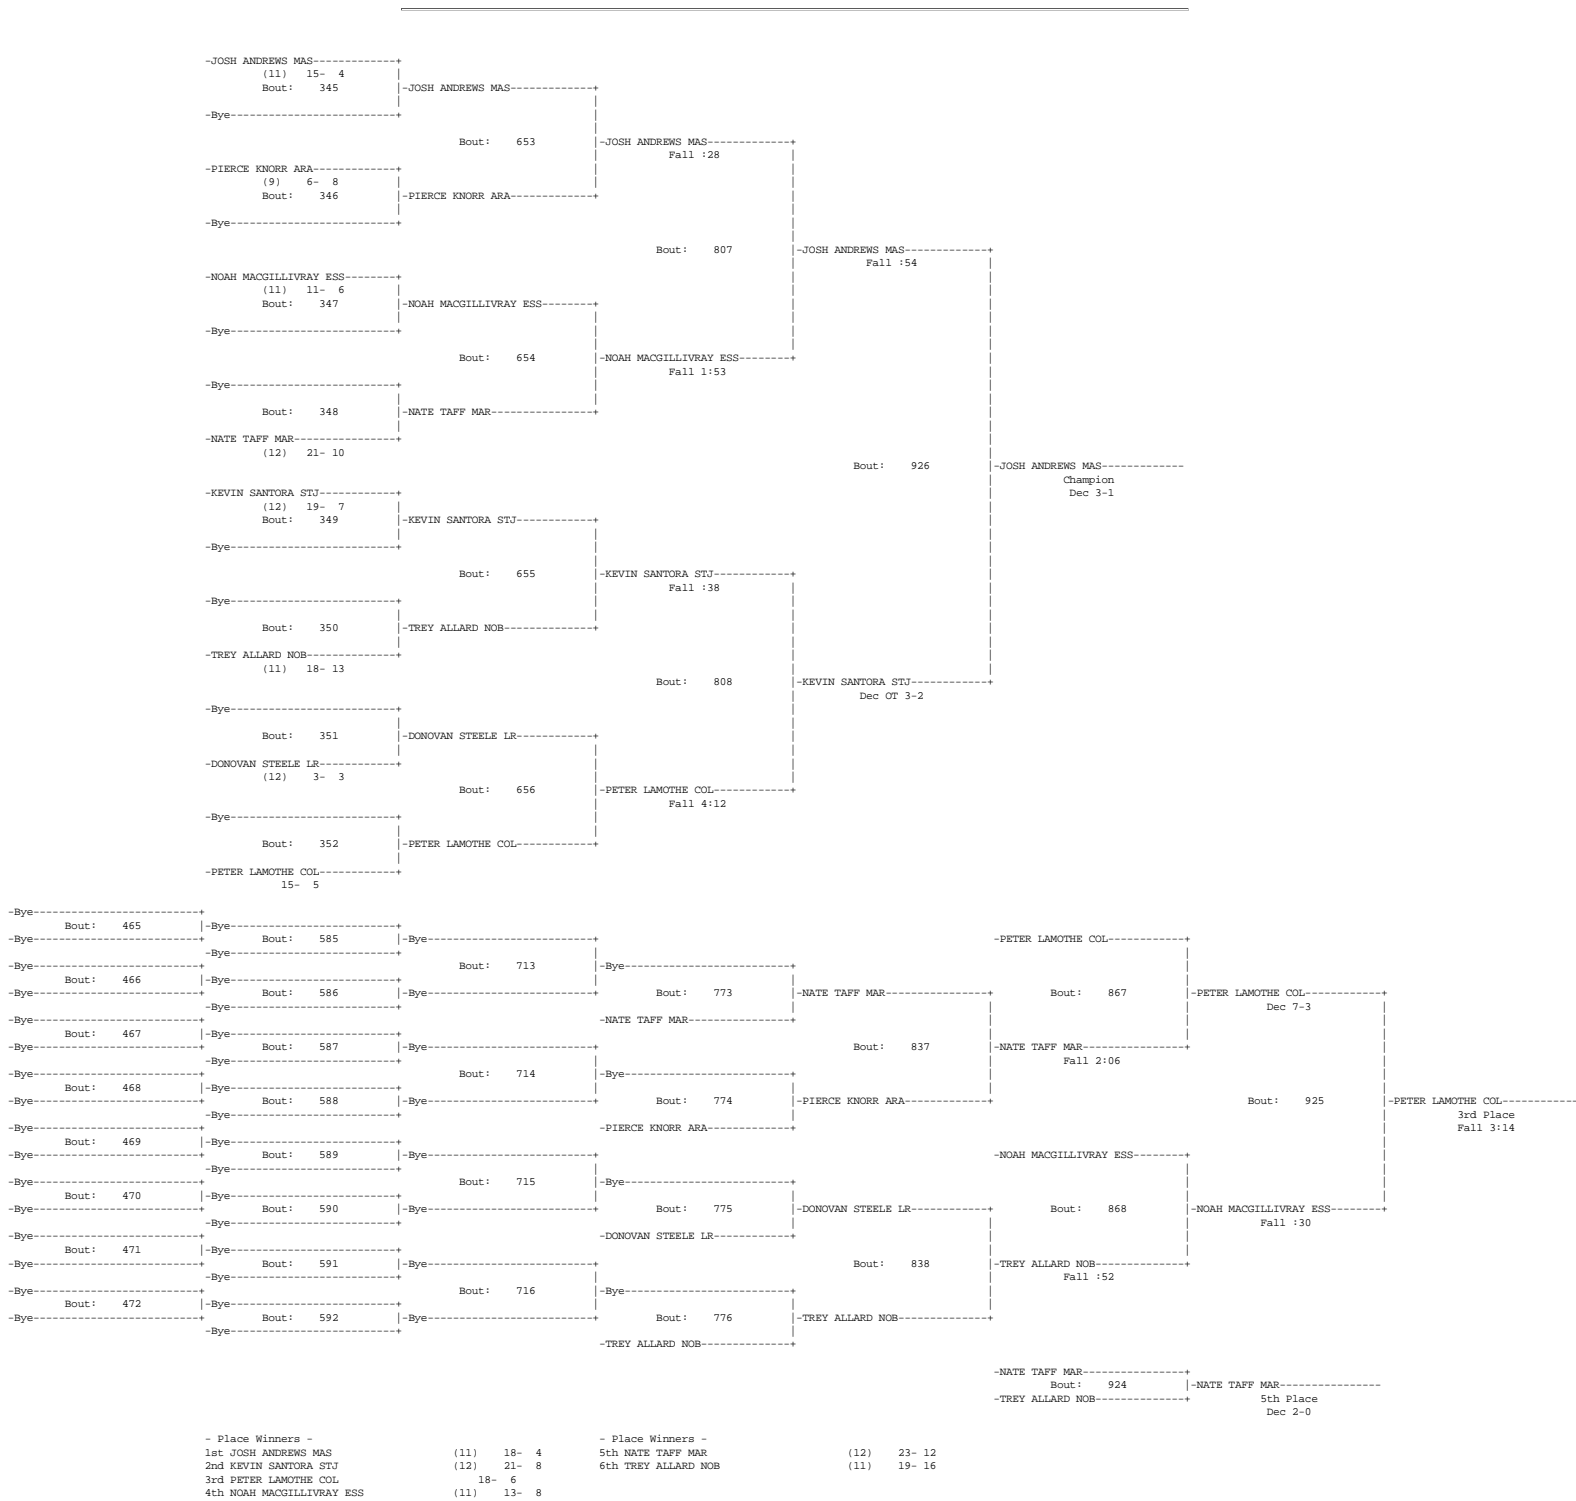 -JOSH ANDREWS MAS-------------+
(11) 15- 4
Bout: 345 |-JOSH ANDREWS MAS-------------+
-Bye--------------------------+
Bout: 653 |-JOSH ANDREWS MAS-------------+
Fall :28
-PIERCE KNORR ARA-------------+
(9) 6- 8
Bout: 346 |-PIERCE KNORR ARA-------------+
-Bye--------------------------+
Bout: 807 |-JOSH ANDREWS MAS-------------+
Fall :54
-NOAH MACGILLIVRAY ESS--------+
(11) 11- 6
Bout: 347 |-NOAH MACGILLIVRAY ESS--------+
-Bye--------------------------+
Bout: 654 |-NOAH MACGILLIVRAY ESS--------+
Fall 1:53
-Bye--------------------------+
Bout: 348 |-NATE TAFF MAR----------------+
-NATE TAFF MAR----------------+
(12) 21- 10
Bout: 926 |-JOSH ANDREWS MAS-------------
Champion
Dec 3-1
-KEVIN SANTORA STJ------------+
(12) 19- 7
Bout: 349 |-KEVIN SANTORA STJ------------+
-Bye--------------------------+
Bout: 655 |-KEVIN SANTORA STJ------------+
Fall :38
-Bye--------------------------+
Bout: 350 |-TREY ALLARD NOB--------------+
-TREY ALLARD NOB--------------+
(11) 18- 13
Bout: 808 |-KEVIN SANTORA STJ------------+
Dec OT 3-2
-Bye--------------------------+
Bout: 351 |-DONOVAN STEELE LR------------+
-DONOVAN STEELE LR------------+
(12) 3- 3
Bout: 656 |-PETER LAMOTHE COL------------+
Fall 4:12
-Bye--------------------------+
Bout: 352 |-PETER LAMOTHE COL------------+
-PETER LAMOTHE COL------------+
15- 5
-Bye--------------------------+
Bout: 465 |-Bye--------------------------+
-Bye--------------------------+ Bout: 585 |-Bye--------------------------+ -PETER LAMOTHE COL------------+
-Bye--------------------------+
-Bye--------------------------+ Bout: 713 |-Bye--------------------------+
Bout: 466 |-Bye--------------------------+
-Bye--------------------------+ Bout: 586 |-Bye--------------------------+ Bout: 773 |-NATE TAFF MAR----------------+ Bout: 867 |-PETER LAMOTHE COL------------+
-Bye--------------------------+ Dec 7-3
-Bye--------------------------+ -NATE TAFF MAR----------------+
Bout: 467 |-Bye--------------------------+
-Bye--------------------------+ Bout: 587 |-Bye--------------------------+ Bout: 837 |-NATE TAFF MAR----------------+
-Bye--------------------------+ Fall 2:06
-Bye--------------------------+ Bout: 714 |-Bye--------------------------+
Bout: 468 |-Bye--------------------------+
-Bye--------------------------+ Bout: 588 |-Bye--------------------------+ Bout: 774 |-PIERCE KNORR ARA-------------+ Bout: 925 |-PETER LAMOTHE COL------------
-Bye--------------------------+ 3rd Place
-Bye--------------------------+ -PIERCE KNORR ARA-------------+ Fall 3:14
Bout: 469 |-Bye--------------------------+
-Bye--------------------------+ Bout: 589 |-Bye--------------------------+ -NOAH MACGILLIVRAY ESS--------+
-Bye--------------------------+
-Bye--------------------------+ Bout: 715 |-Bye--------------------------+
Bout: 470 |-Bye--------------------------+
-Bye--------------------------+ Bout: 590 |-Bye--------------------------+ Bout: 775 |-DONOVAN STEELE LR------------+ Bout: 868 |-NOAH MACGILLIVRAY ESS--------+
-Bye--------------------------+ Fall :30
-Bye--------------------------+ -DONOVAN STEELE LR------------+
Bout: 471 |-Bye--------------------------+
-Bye--------------------------+ Bout: 591 |-Bye--------------------------+ Bout: 838 |-TREY ALLARD NOB--------------+
-Bye--------------------------+ Fall :52
-Bye--------------------------+ Bout: 716 |-Bye--------------------------+
Bout: 472 |-Bye--------------------------+
-Bye--------------------------+ Bout: 592 |-Bye--------------------------+ Bout: 776 |-TREY ALLARD NOB--------------+
-Bye--------------------------+
-TREY ALLARD NOB--------------+
-NATE TAFF MAR----------------+
Bout: 924 |-NATE TAFF MAR----------------
-TREY ALLARD NOB--------------+ 5th Place
Dec 2-0
- Place Winners - - Place Winners -
1st JOSH ANDREWS MAS (11) 18- 4 5th NATE TAFF MAR (12) 23- 12
2nd KEVIN SANTORA STJ (12) 21- 8 6th TREY ALLARD NOB (11) 19- 16
3rd PETER LAMOTHE COL 18- 6
4th NOAH MACGILLIVRAY ESS (11) 13- 8